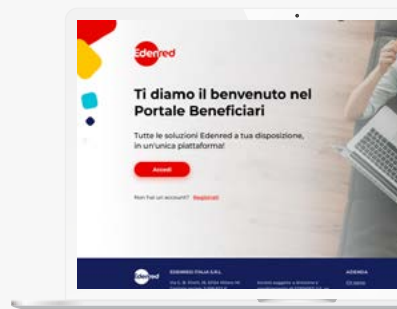 Edenred
Ti diamo il benvenuto nel
Portale Beneficiari
Tutte le soluzioni Edenred a tua disposizione,
in un'unica piattaforma!
Accedi
Non hai un account? Registrati
Edenred
EDENRED ITALIA S.R.L.
AZIENDA